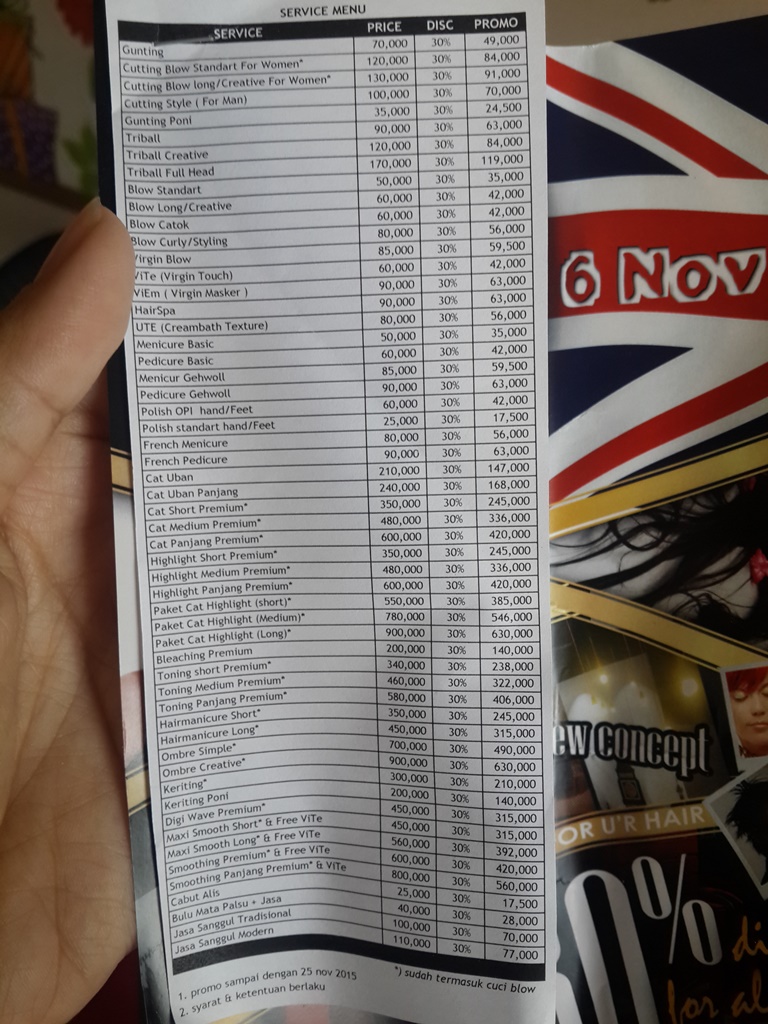 SERVICE MENU
SERVICE PRICE DISC PROMO
Gunting 70,000 30% 49,000
Cutting Blow Standart For Women* 120,000 30% 84,000
Cutting Blow long/Creative For Women* 130,000 30% 91,000
Cutting Style ( For Man) 100,000 30% 70,000
Gunting Poni 35,000 30% 24,500
Triball 90,000 30% 63,000
Triball Creative 120,000 30% 84,000
Triball Full Head 170,000 30% 119,000
Blow Standart 50,000 30% 35,000
Blow Long/Creative 60,000 30% 42,000
Blow Catok 60,000 30% 42,000
Blow Curly/Styling 80,000 30% 56,000
Virgin Blow 85,000 30% 59,500
ViTe (Virgin Touch) 60,000 30% 42,000
ViEm ( Virgin Masker ) 90,000 30% 63,000
HairSpa 90,000 30% 63,000
UTE (Creambath Texture) 80,000 30% 56,000
Menicure Basic 50,000 30% 35,000
Pedicure Basic 60,000 30% 42,000
Menicur Gehwoll 85,000 30% 59,500
Pedicure Gehwoll 90,000 30% 63,000
Polish OPI hand/Feet 60,000 30% 42,000
Polish standart hand/Feet 25,000 30% 17,500
French Menicure 80,000 30% 56,000
French Pedicure 90,000 30% 63,000
Cat Uban 210,000 30% 147,000
Cat Uban Panjang 240,000 30% 168,000
Cat Short Premium* 350,000 30% 245,000
Cat Medium Premium* 480,000 30% 336,000
Cat Panjang Premium* 600,000 30% 420,000
Highlight Short Premium* 350,000 30% 245,000
Highlight Medium Premium* 480,000 30% 336,000
Highlight Panjang Premium* 600,000 30% 420,000
Paket Cat Highlight (short)* 550,000 30% 385,000
Paket Cat Highlight (Medium)* 780,000 30% 546,000
Paket Cat Highlight (Long)* 900,000 30% 630,000
Bleaching Premium 200,000 30% 140,000
Toning short Premium* 340,000 30% 238,000
Toning Medium Premium* 460,000 30% 322,000
Toning Panjang Premium* 580,000 30% 406,000
Hairmanicure Short* 350,000 30% 245,000
Hairmanicure Long* 450,000 30% 315,000
Ombre Simple* 700,000 30% 490,000
Ombre Creative* 900,000 30% 630,000
Keriting* 300,000 30% 210,000
Keriting Poni 200,000 30% 140,000
Digi Wave Premium* 450,000 30% 315,000
Maxi Smooth Short* & Free ViTe 450,000 30% 315,000
Maxi Smooth Long* & Free ViTe 560,000 30% 392,000
Smoothing Premium* & Free ViTe 600,000 30% 420,000
Smoothing Panjang Premium* & ViTe 800,000 30% 560,000
Cabut Alis 25,000 30% 17,500
Bulu Mata Palsu + Jasa 40,000 30% 28,000
Jasa Sanggul Tradisional 100,000 30% 70,000
Jasa Sanggul Modern 110,000 30% 77,000
*) sudah termasuk cuci blow
1. promo sampai dengan 25 nov 2015
2. syarat & ketentuan berlaku
6 Nov
ew concept
OR U'R HAIR
0%
di
for al